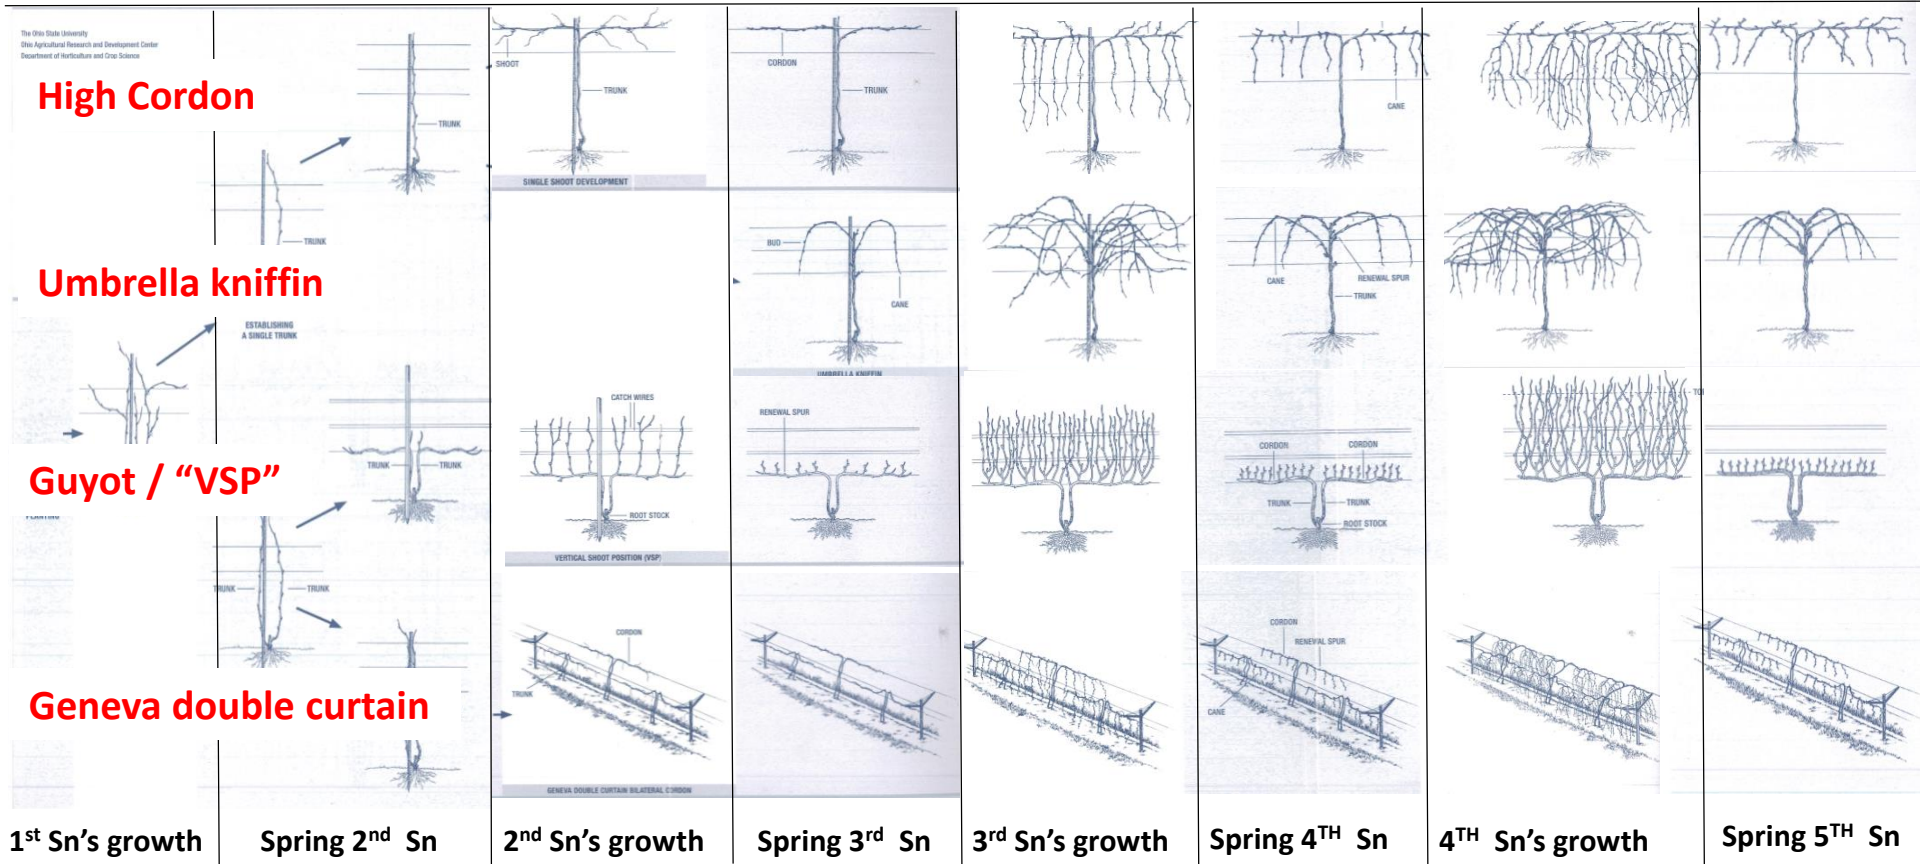 The Ohio State University
Ohio Agricultural Research and Development Center
Department of Horticulture and Crop Science
High Cordon
TRUNK
TRUNK
SHOOT
TRUNK
SINGLE SHOOT DEVELOPMENT
CORDON
TRUNK
CANE
Umbrella kniffin
ESTABLISHING
A SINGLE TRUNK
BUD
CANE
UMBRELLA KNIFFIN
CANE
RENEWAL SPUR
TRUNK
Guyot / “VSP”
PLANTING
TRUNK TRUNK
TRUNK TRUNK
CATCH WIRES
ROOT STOCK
VERTICAL SHOOT POSITION (VSP)
RENEWAL SPUR
CORDON CORDON
TRUNK TRUNK
ROOT STOCK
Geneva double curtain
CORDON
TRUNK
GENEVA DOUBLE CURTAIN BILATERAL CORDON
CORDON
RENEWAL SPUR
CANE
1st Sn's growth
Spring 2nd Sn
2nd Sn's growth
Spring 3rd Sn
3rd Sn's growth
Spring 4TH Sn
4TH Sn's growth
Spring 5TH Sn